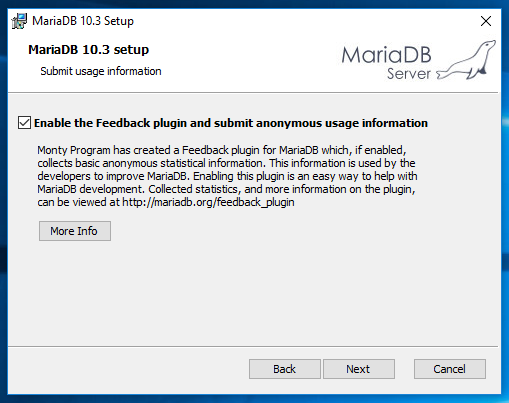 MariaDB 10.3 Setup
MariaDB 10.3 setup
Submit usage information
MariaDB
Server
Enable the Feedback plugin and submit anonymous usage information
Monty Program has created a Feedback plugin for MariaDB which, if enabled,
collects basic anonymous statistical information. This information is used by the
developers to improve MariaDB. Enabling this plugin is an easy way to help with
MariaDB development. Collected statistics, and more information on the plugin,
can be viewed at http://mariadb.org/feedback_plugin
More Info
Back
Next
Cancel